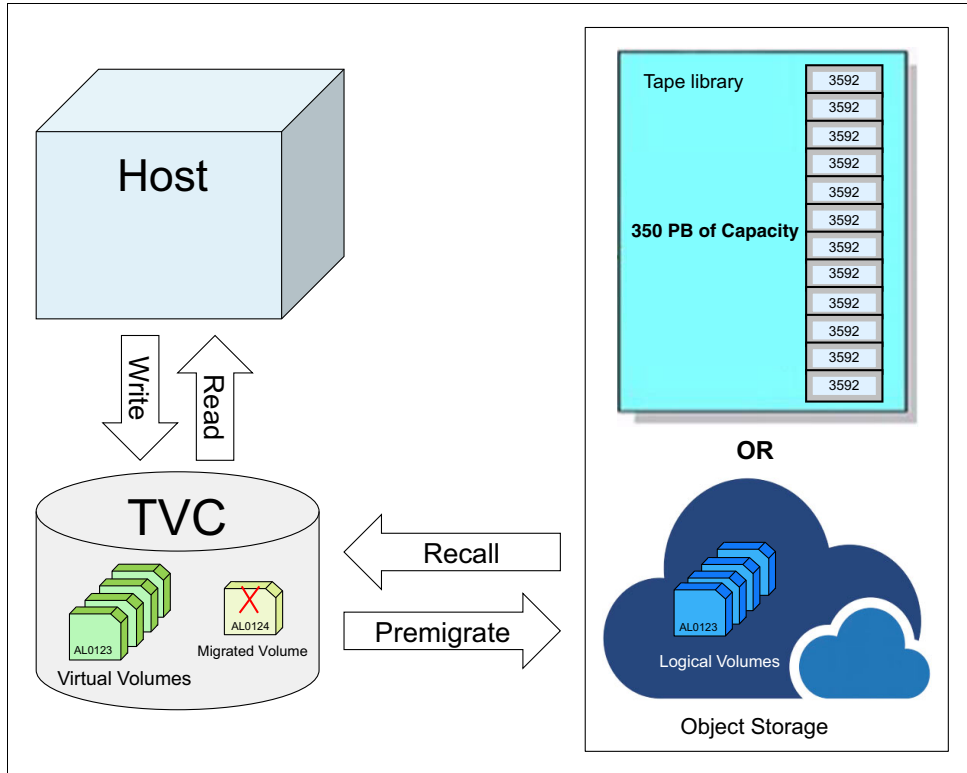 Host
Write
Read
TVC
AL0123
Virtual Volumes
AL0124
Migrated Volume
Recall
Premigrate
Tape library
350 PB of Capacity
3592
3592
3592
3592
3592
3592
3592
3592
3592
3592
3592
3592
OR
AL0123
Logical Volumes
Object Storage